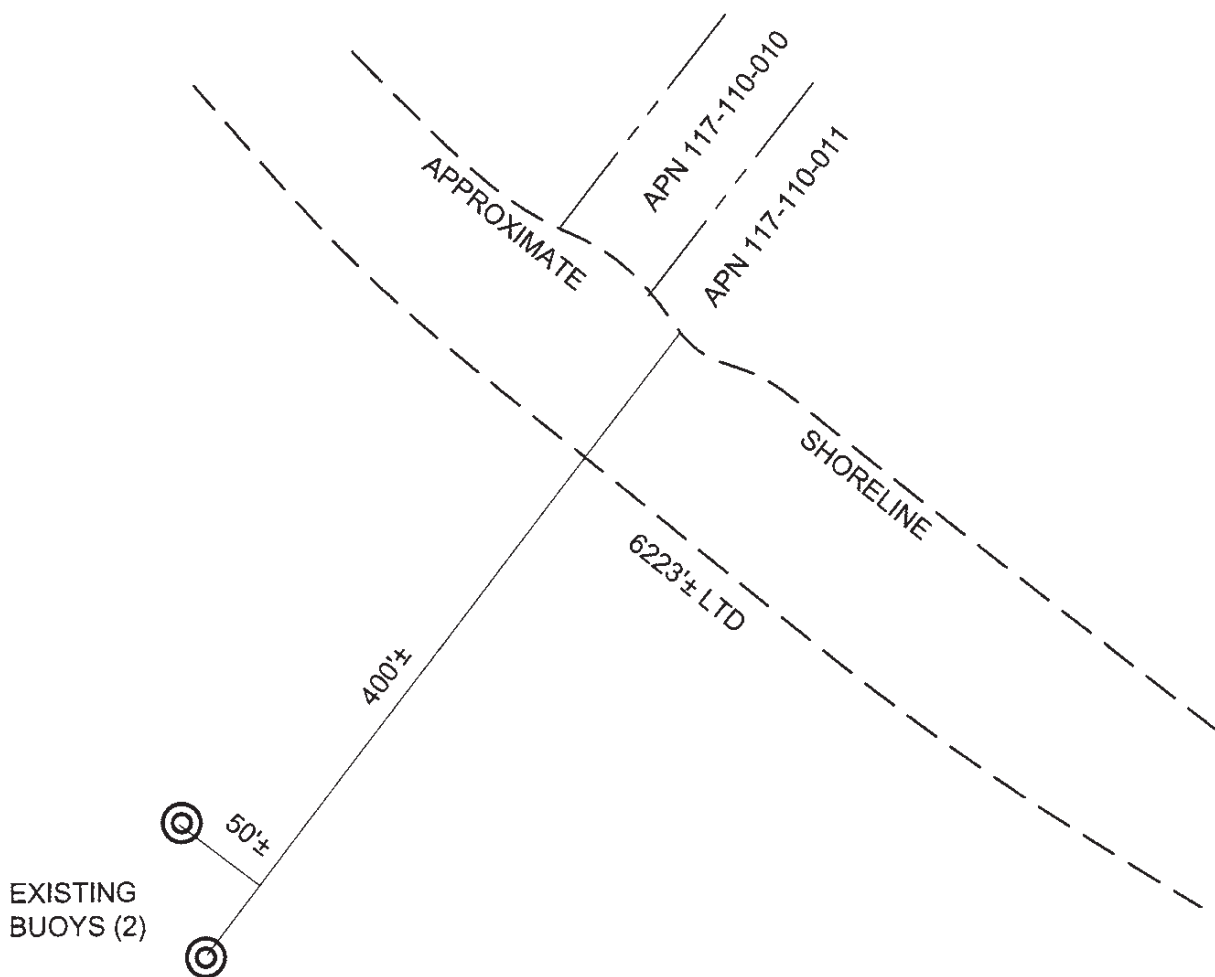 APN 117-110-010
APN 117-110-011
APPROXIMATE
SHORELINE
6223'± LTD
400'±
50'±
EXISTING
BUOYS (2)